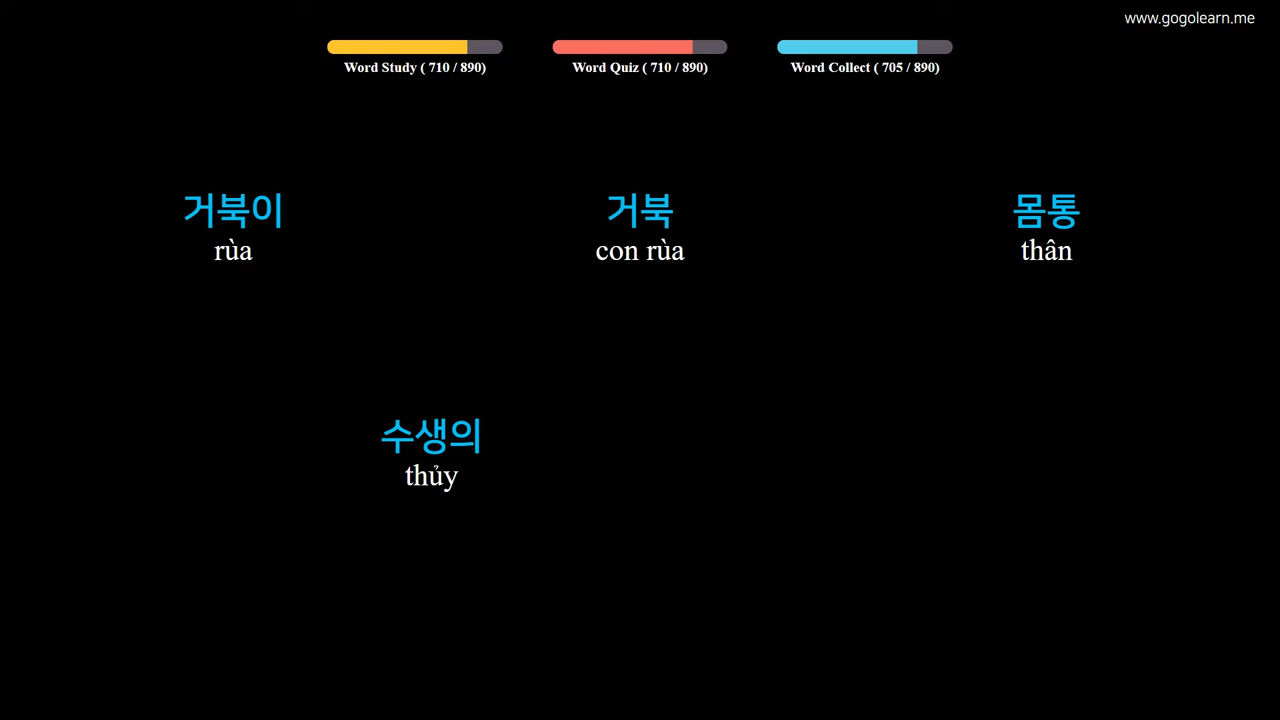 www.gogolearn.me
Word Study ( 710 / 890)
Word Quiz ( 710 / 890)
Word Collect ( 705 / 890)
거북이
rùa
거북
con rùa
몸통
thân
수생의
thủy